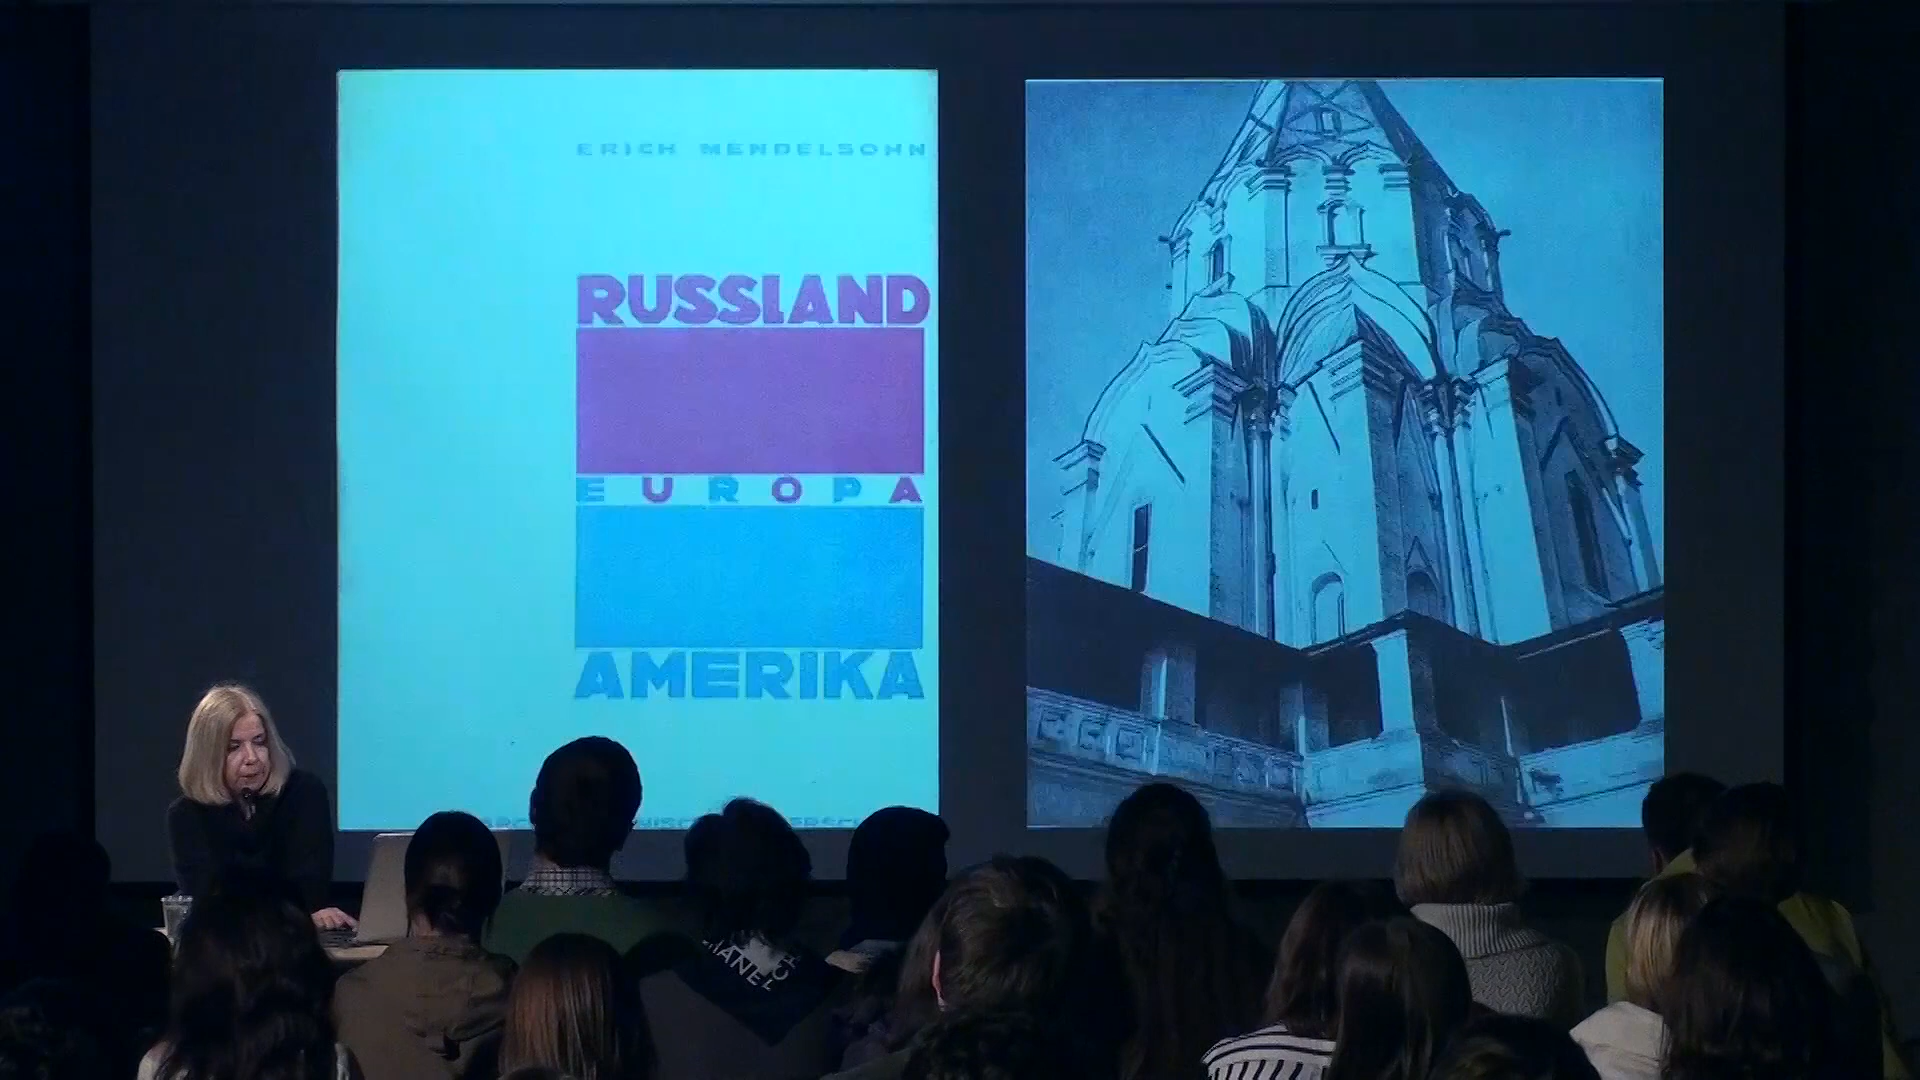 ERICH MENDELSOHN
RUSSLAND
EUROPA
AMERIKA
CHANEL